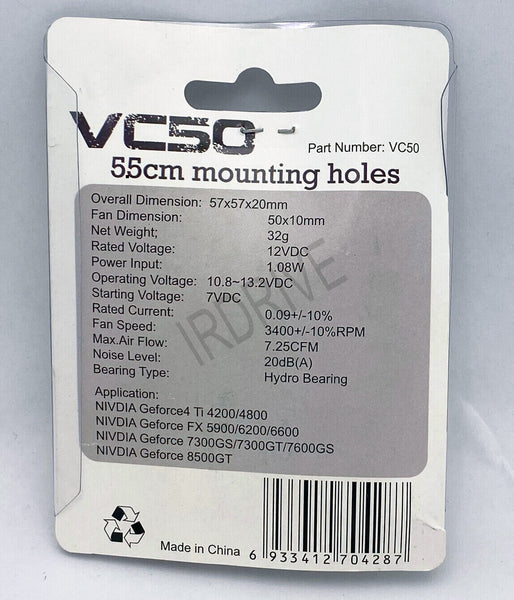 VC50
Part Number: VC50
5.5cm mounting holes
Overall Dimension: 57x57x20mm
Fan Dimension: 50x10mm
Net Weight; 32g
Rated Voltage: 12VDC
Power Input: 1.08W
Operating Voltage: 10.8~13.2VDC
Starting Voltage: 7VDC
Rated Current: 0.09+/-10%
Fan Speed: 3400+/-10%RPM
Max.Air Flow: 7.25CFM
Noise Level: 20dB(A)
Bearing Type: Hydro Bearing
IRDRIVE
Application:
NIVDIA Geforce4 Ti 4200/4800
NIVDIA Geforce FX 5900/6200/6600
NIVDIA Geforce 7300GS/7300GT/7600GS
NIVDIA Geforce 8500GT
Made in China
6 933412 704287